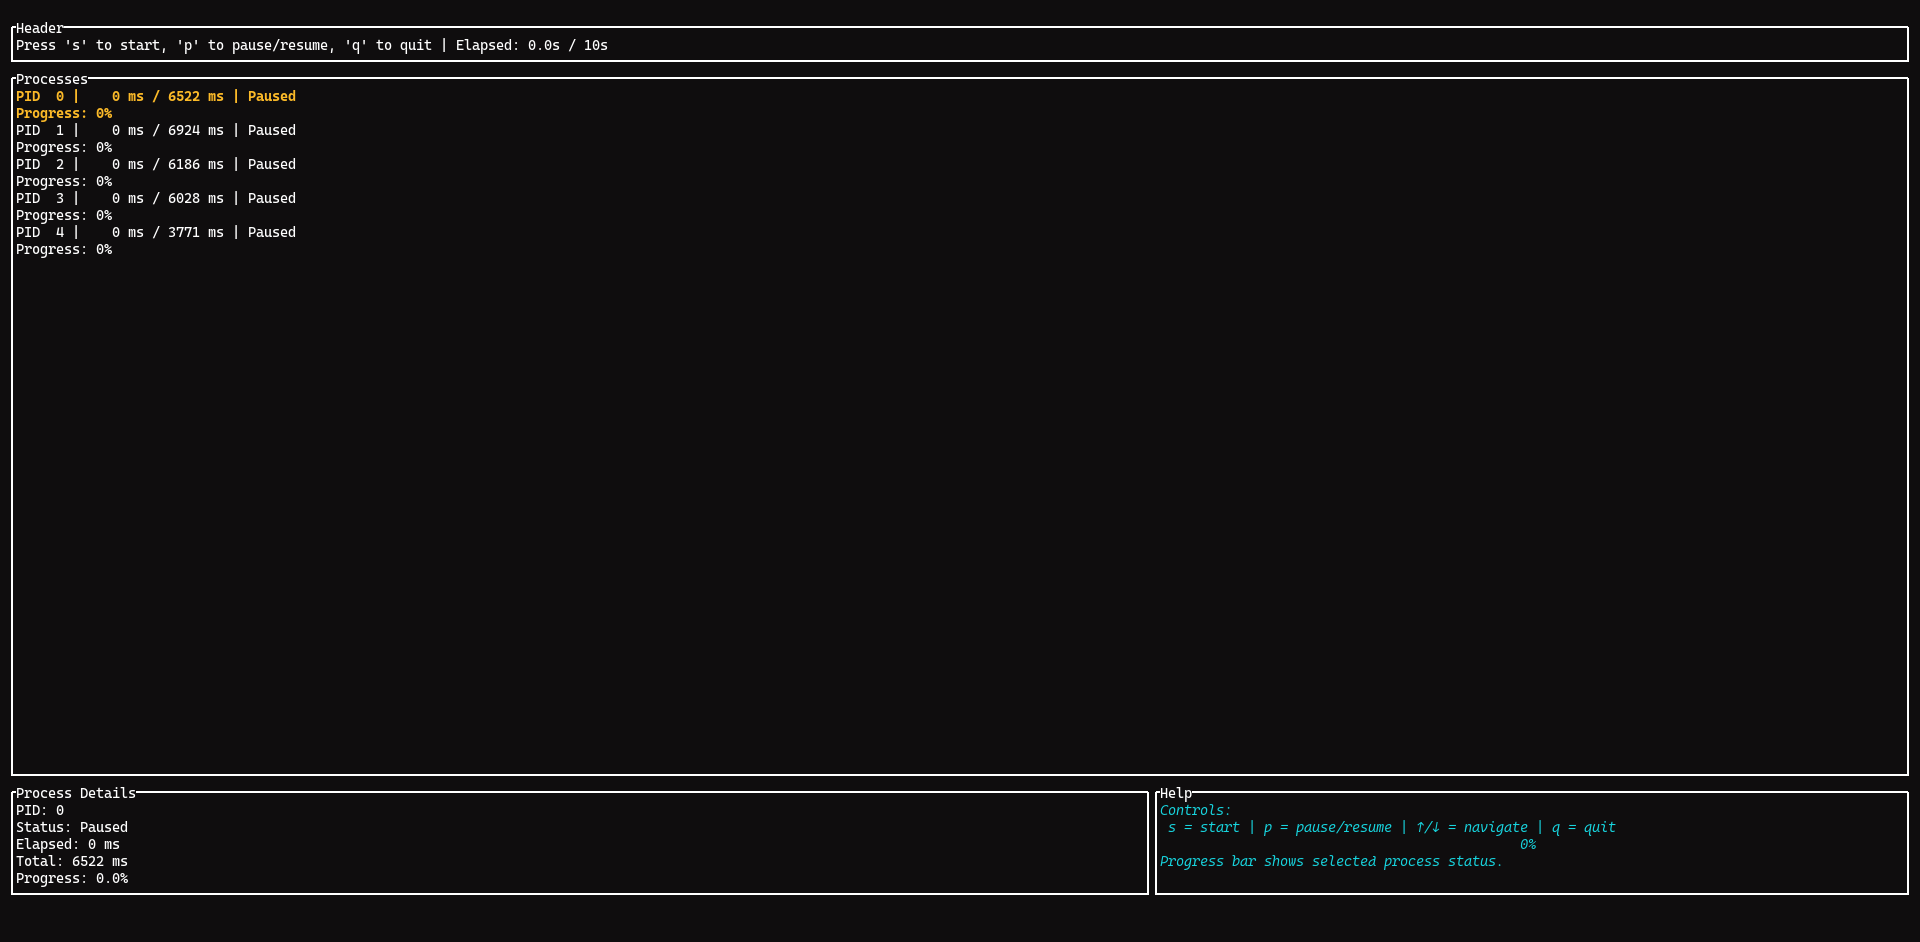 Header
Press 's' to start, 'p' to pause/resume, 'q' to quit | Elapsed: 0.0s / 10s
Processes
PID  0 |    0 ms / 6522 ms | Paused
Progress: 0%
PID  1 |    0 ms / 6924 ms | Paused
Progress: 0%
PID  2 |    0 ms / 6186 ms | Paused
Progress: 0%
PID  3 |    0 ms / 6028 ms | Paused
Progress: 0%
PID  4 |    0 ms / 3771 ms | Paused
Progress: 0%
Process Details
PID: 0
Status: Paused
Elapsed: 0 ms
Total: 6522 ms
Progress: 0.0%
Help
Controls:
s = start | p = pause/resume | ↑/↓ = navigate | q = quit
0%
Progress bar shows selected process status.